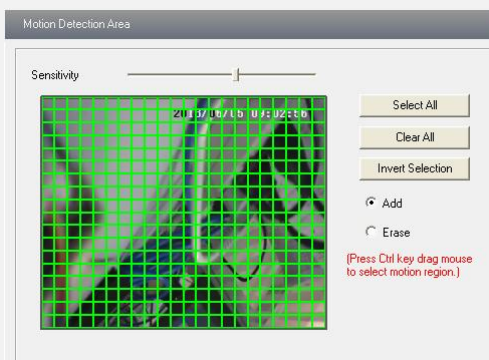 Motion Detection Area
Sensitivity
Select All
Clear All
Invert Selection
Add
Erase
(Press Ctrl key drag mouse
to select motion region.)